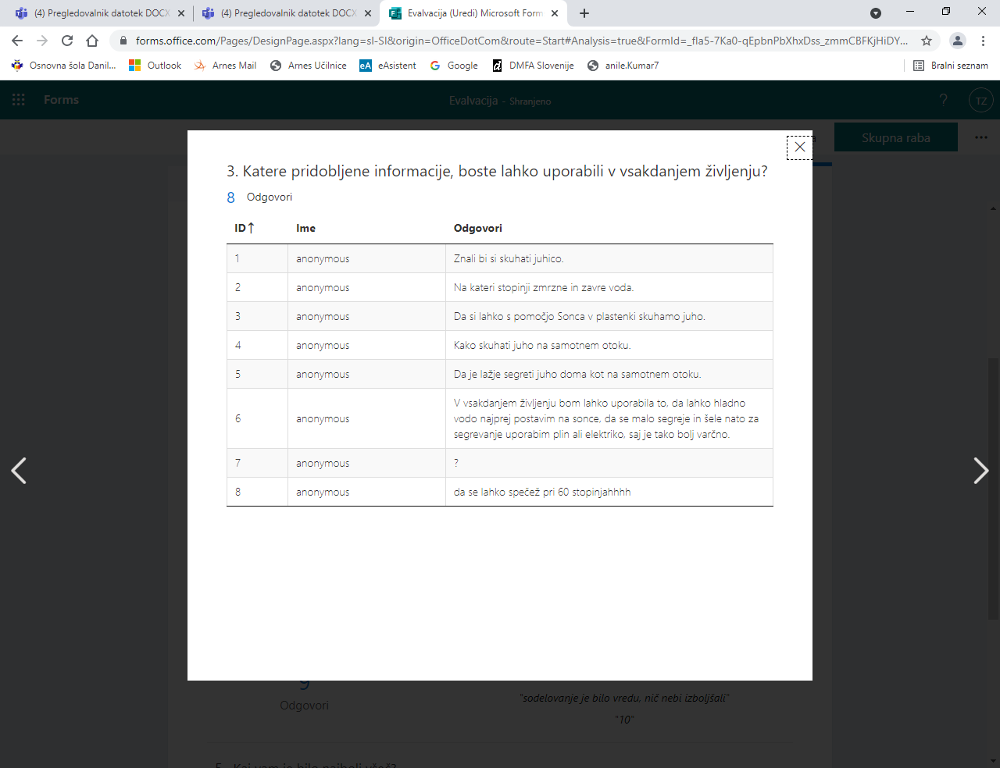 (4) Pregledovalnik datotek DOCX
(4) Pregledovalnik datotek DOCX
Evalvacija (Uredi) Microsoft Form
forms.office.com/Pages/DesignPage.aspx?lang=sl-SI&origin=OfficeDotCom&route=Start#Analysis=true&FormId=_fla5-7Ka0-qEpbnPbXhxDss_zmmCBFKjHiDY...
Osnovna šola Danil...
Outlook
Arnes Mail
Arnes Učilnice
eA eAsistent
Google
DMFA Slovenije
anile.Kumar7
Bralni seznam
Forms
Evalvacija - Shranjeno
?
TZ
Skupna raba
3. Katere pridobljene informacije, boste lahko uporabili v vsakdanjem življenju?
8 Odgovori
ID↑ Ime Odgovori
1 anonymous Znali bi si skuhati juhico.
2 anonymous Na kateri stopinji zmrzne in zavre voda.
3 anonymous Da si lahko s pomočjo Sonca v plastenki skuhamo juho.
4 anonymous Kako skuhati juho na samotnem otoku.
5 anonymous Da je lažje segreti juho doma kot na samotnem otoku.
V vsakdanjem življenju bom lahko uporabila to, da lahko hladno
6 anonymous vodo najprej postavim na sonce, da se malo segreje in šele nato za
segrevanje uporabim plin ali elektriko, saj je tako bolj varčno.
7 anonymous ?
8 anonymous da se lahko spečež pri 60 stopinjahhhh
9
Odgovori
"sodelovanje je bilo vredu, nič nebi izboljšali"
"10"